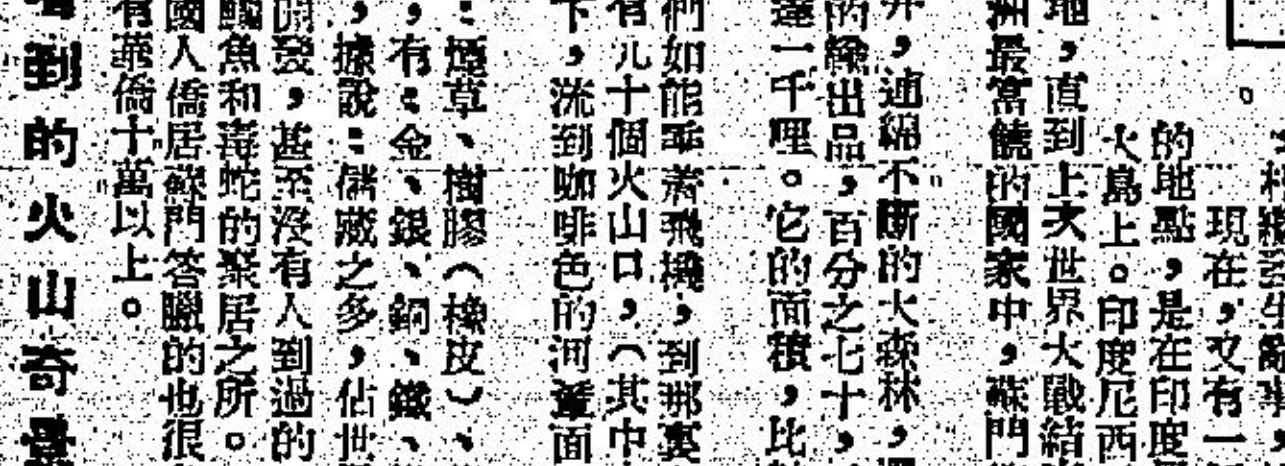 現在，又有一
的地點，是在印度
火島上。印度尼西
地，直到上次世界大戰結
洲最富饒的國家中，蘇門
，通綿不斷的大森林，
的輸出品，百分之七十，
達一千哩。它的面積，比
們如能乘着飛機，到那裏
有几十個火山口，（其中
下，流到咖啡色的河裏面
：煙草、樹膠（橡皮）、
，有：金、銀、銅、鐵、
，據說：儲藏之多，佔世
開發，甚至沒有人到過的
鱷魚和毒蛇的聚居之所。
國人僑居蘇門答臘的也很
有華僑十萬以上。
看到的火山奇景